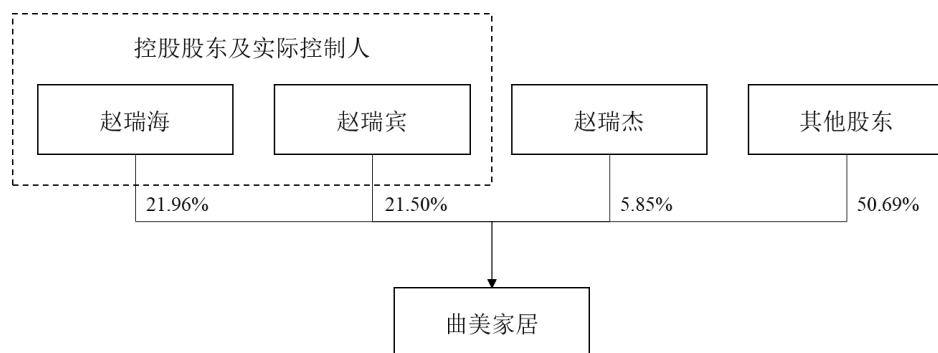 控股股东及实际控制人
赵瑞海
赵瑞宾
赵瑞杰
其他股东
21.96%
21.50%
5.85%
50.69%
曲美家居